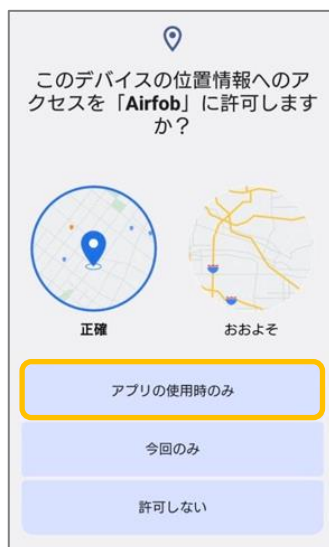 このデバイスの位置情報へのア
クセスを「Airfob」に許可します
か？
正確
おおよそ
アプリの使用時のみ
今回のみ
許可しない